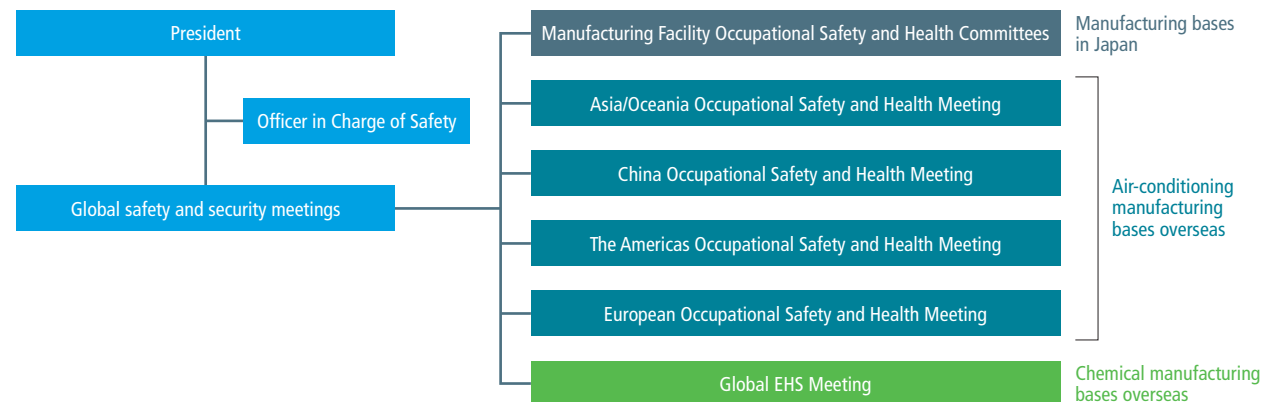 President
Officer in Charge of Safety
Global safety and security meetings
Manufacturing Facility Occupational Safety and Health Committees
Manufacturing bases
in Japan
Asia/Oceania Occupational Safety and Health Meeting
China Occupational Safety and Health Meeting
The Americas Occupational Safety and Health Meeting
European Occupational Safety and Health Meeting
Air-conditioning
manufacturing
bases overseas
Global EHS Meeting
Chemical manufacturing
bases overseas